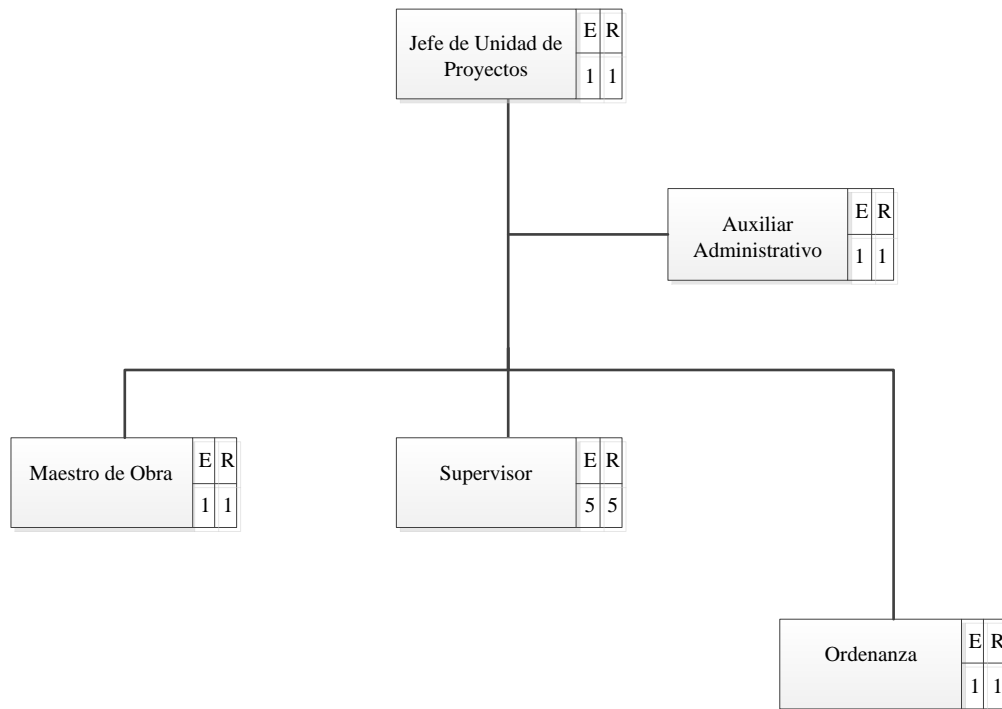 Jefe de Unidad de
Proyectos
E R
1 1
Auxiliar
Administrativo
E R
1 1
Maestro de Obra
E R
1 1
Supervisor
E R
5 5
Ordenanza
E R
1 1